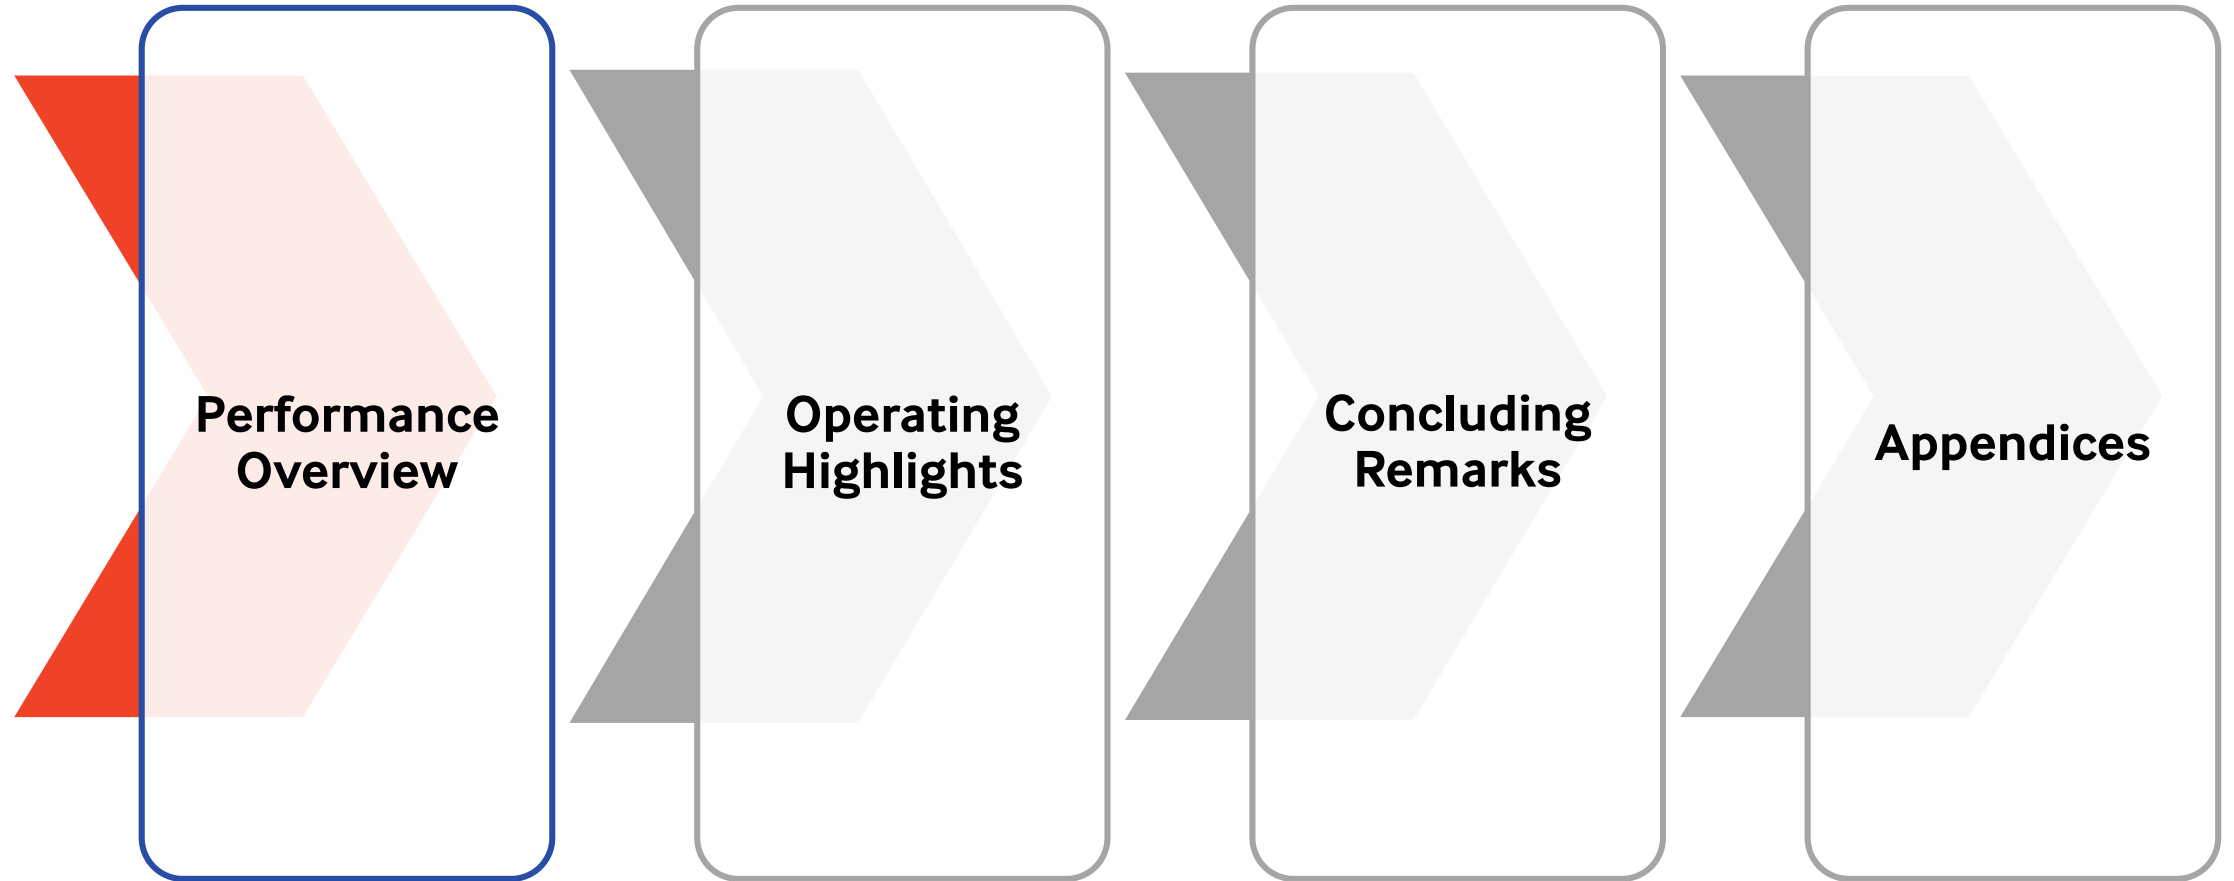 Performance
Overview
Operating
Highlights
Concluding
Remarks
Appendices